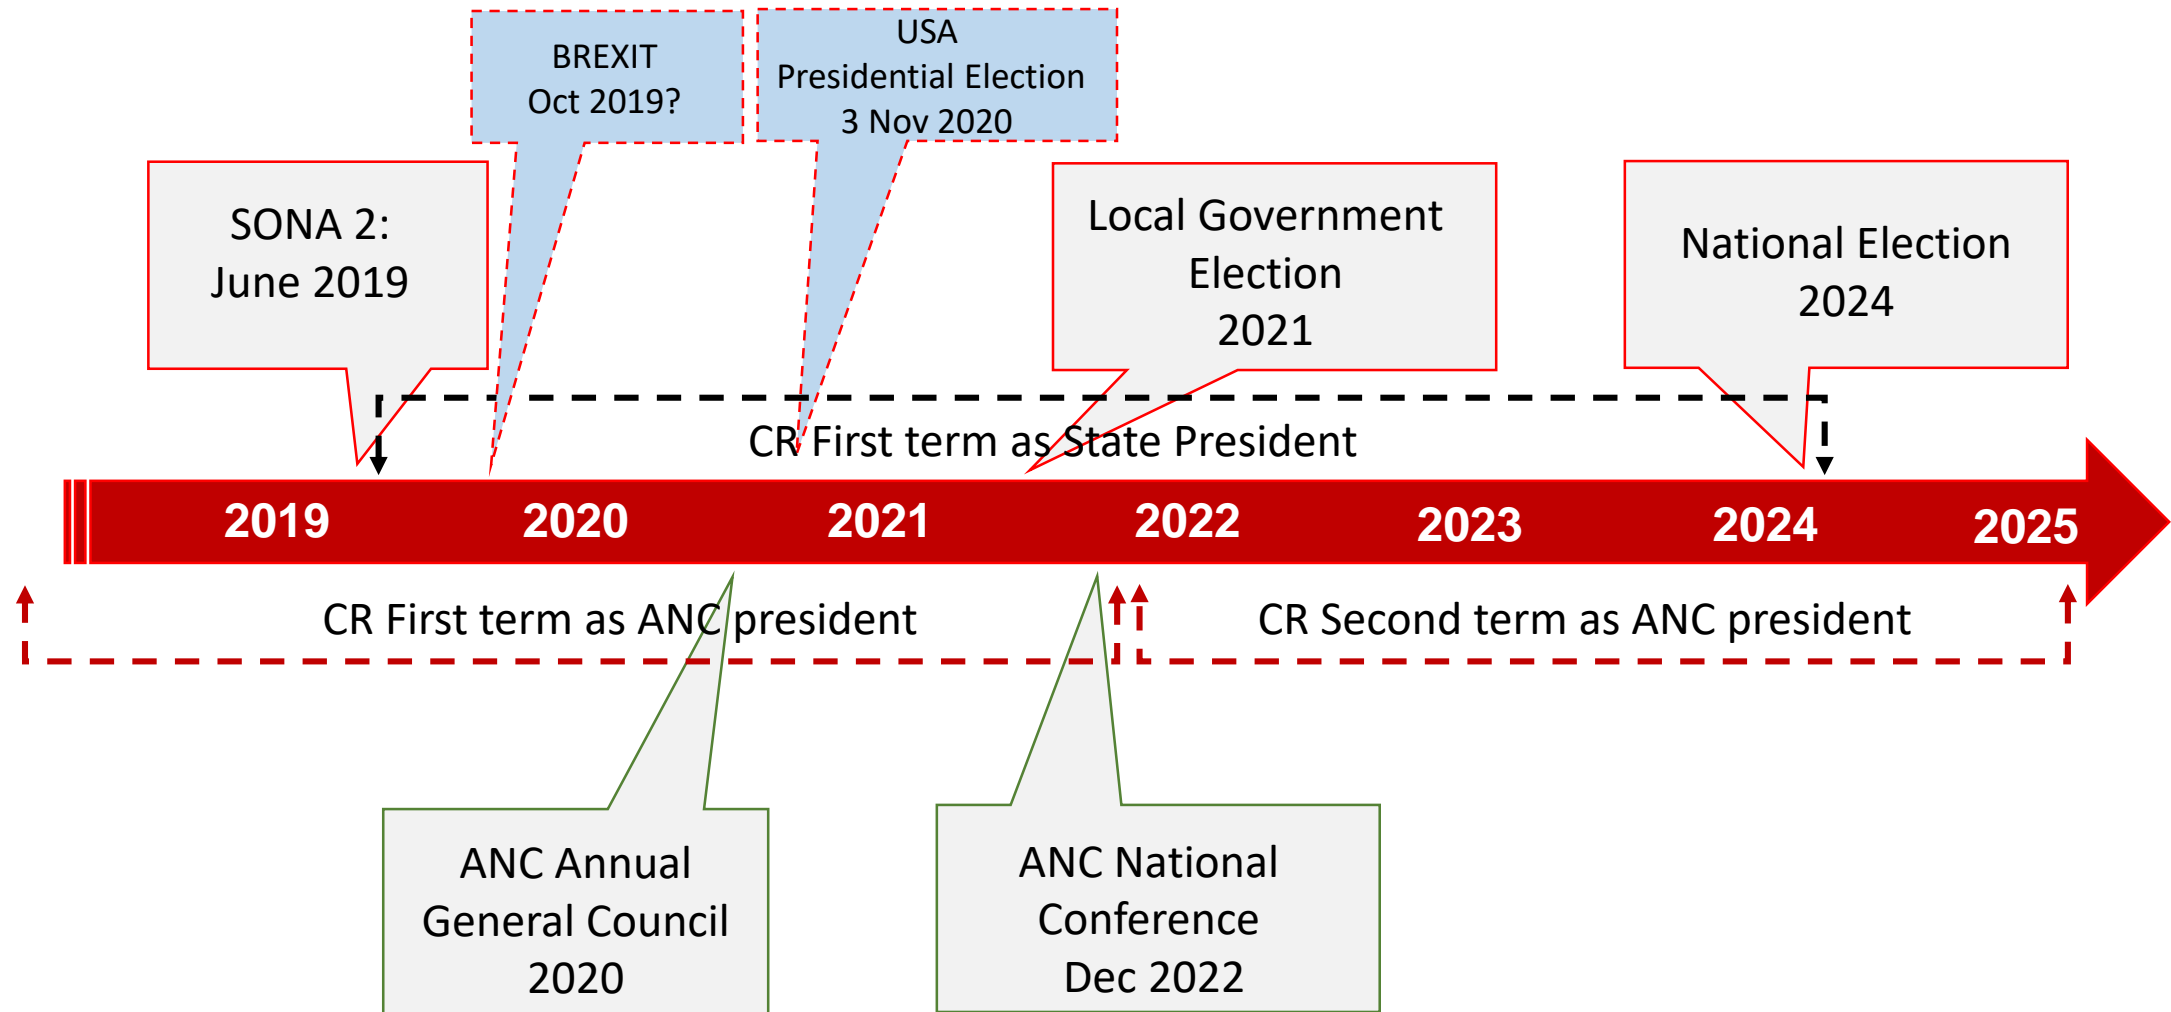 BREXIT
Oct 2019?
USA
Presidential Election
3 Nov 2020
SONA 2:
June 2019
Local Government
Election
2021
National Election
2024
CR First term as State President
2019 2020 2021 2022 2023 2024 2025
CR First term as ANC president
CR Second term as ANC president
ANC Annual
General Council
2020
ANC National
Conference
Dec 2022